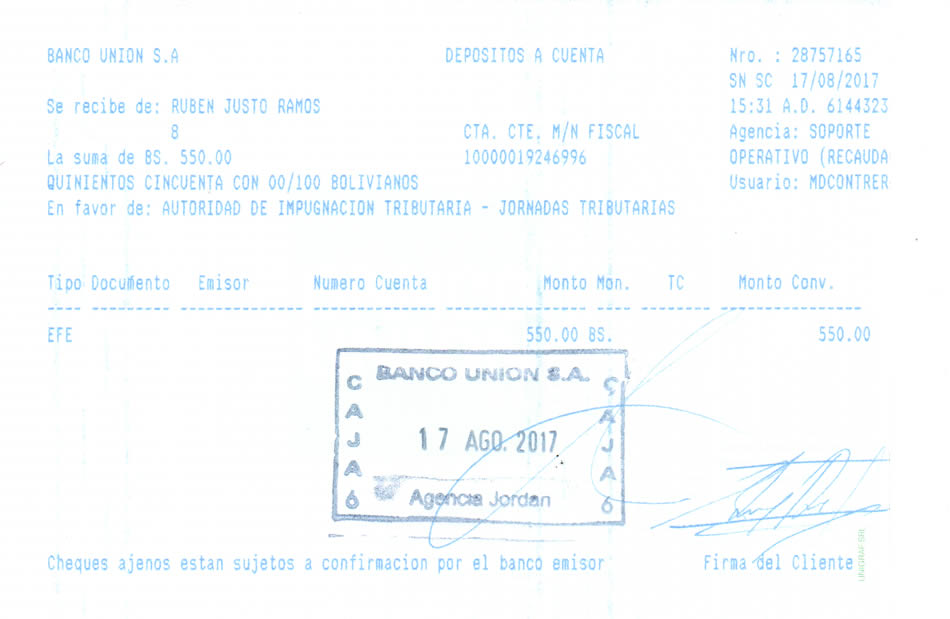 BANCO UNION S.A DEPOSITOS A CUENTA Nro. : 28757165
SN SC 17/08/2017
Se recibe de: RUBEN JUSTO RAMOS 15:31 A.D. 6144323
8 CTA. CTE. M/N FISCAL Agencia: SOPORTE
La suma de BS. 550.00 10000019246996 OPERATIVO (RECAUDA
QUINIENTOS CINCUENTA CON 00/100 BOLIVIANOS Usuario: MDCONTRER
En favor de: AUTORIDAD DE IMPUGNACION TRIBUTARIA - JORNADAS TRIBUTARIAS
Tipo Documento Emisor Numero Cuenta Monto Mon. TC Monto Conv.
EFE 550.00 BS. 550.00
BANCO UNION S.A.
CAJA 6
17 AGO. 2017
CAJA 6
Agencia Jordan
Cheques ajenos estan sujetos a confirmacion por el banco emisor Firma del Cliente
UNIGRAF SRL